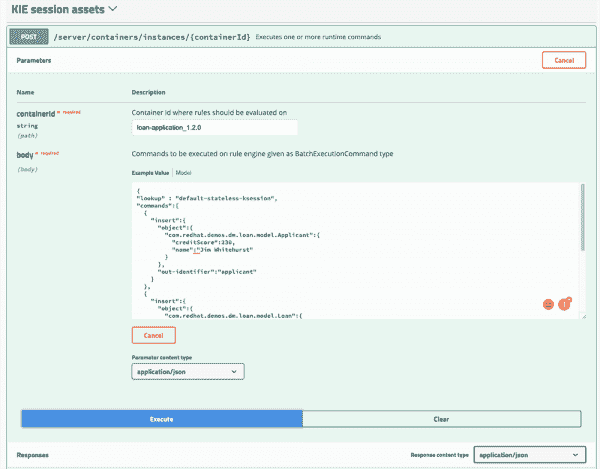 KIE session assets
POST /server/containers/instances/{containerId} Executes one or more runtime commands
Parameters
Cancel
Name Description
containerId * required
string
(path)
Container id where rules should be evaluated on
loan-application_1.2.0
body * required
(body)
Commands to be executed on rule engine given as BatchExecutionCommand type
Example Value Model
{
"lookup" : "default-stateless-ksession",
"commands":[
{
"insert":{
"object":{
"com.redhat.demos.dm.loan.model.Applicant":{
"creditScore":230,
"name":"Jim Whitehurst"
}
},
"out-identifier":"applicant"
}
},
{
"insert":{
"object":{
"com.redhat.demos.dm.loan.model.Loan":{
Cancel
Parameter content type
application/json
Execute Clear
Responses
Response content type application/json